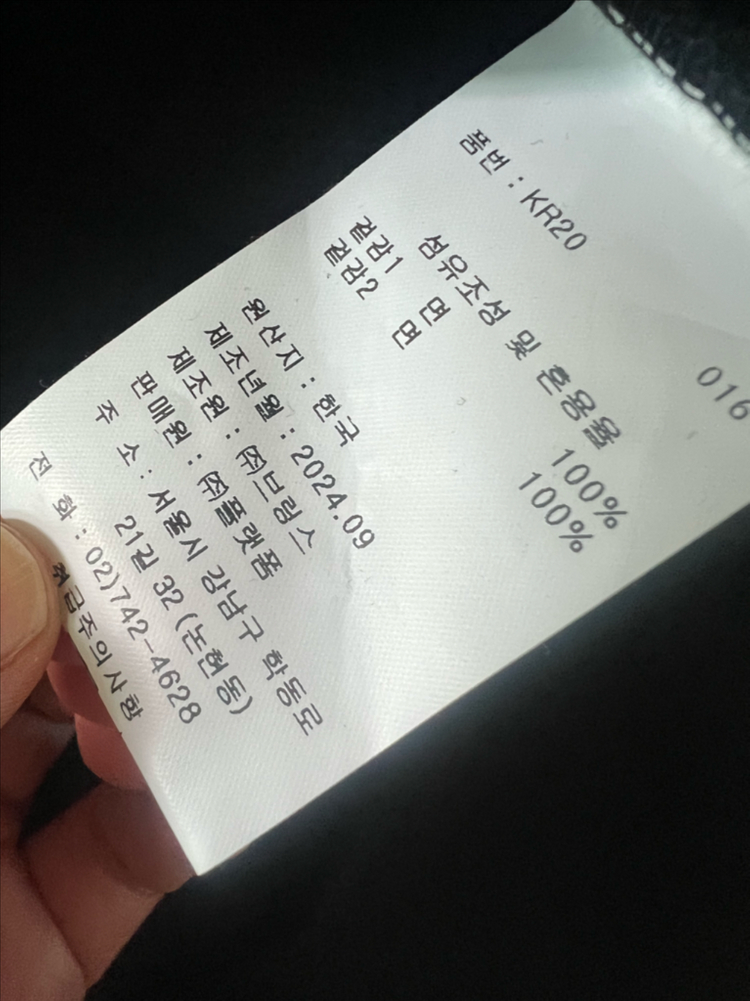 품번 : KR20
016
섬유조성 및 혼용율
겉감1 면 100%
겉감2 면 100%
원산지 : 한국
제조년월 : 2024.09
제조원 : ㈜브링스
판매원 : ㈜플랫폼
주 소 : 서울시 강남구 학동로
21길 32 (논현동)
전 화 : 02)742-4628
취급주의사항